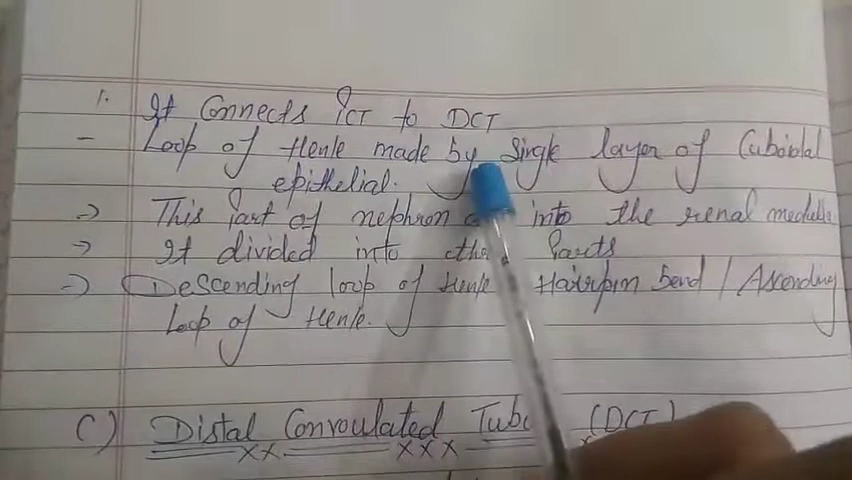 1. It Connects PCT to DCT
- Loop of Henle made by Single layer of Cuboidal
epithelial.
→ This Part of nephron into the renal medulla
→ It divided into Parts
→ Descending loop of Henle Hairpin bend / Ascending
Loop of Henle.
C) Distal Convoulated (DCT)